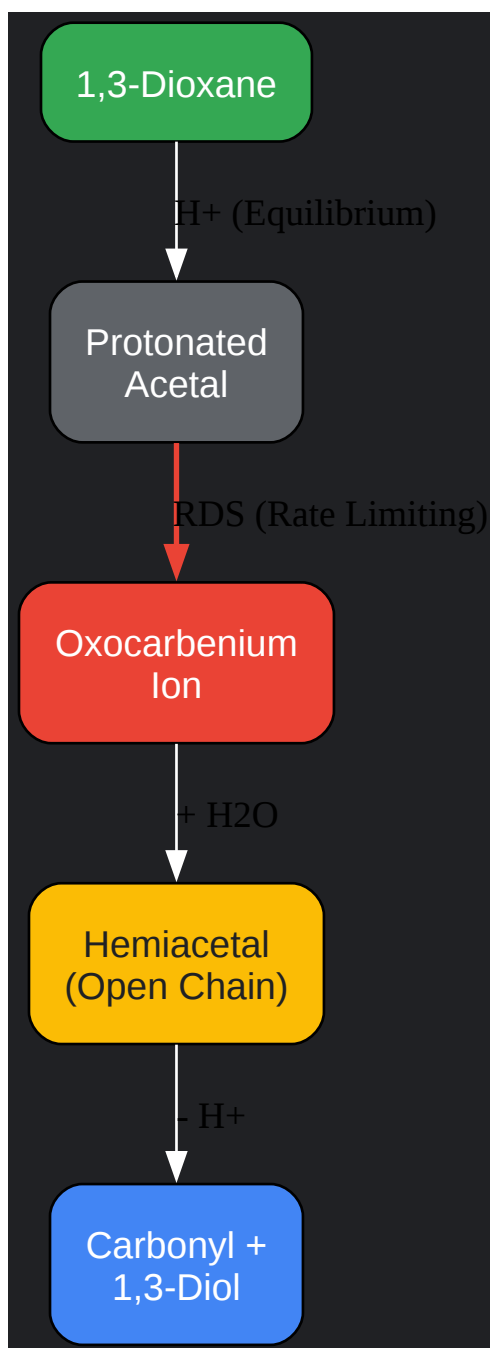 1,3-Dioxane
H+ (Equilibrium)
Protonated
Acetal
RDS (Rate Limiting)
Oxocarbenium
Ion
+ H2O
Hemiacetal
(Open Chain)
- H+
Carbonyl +
1,3-Diol